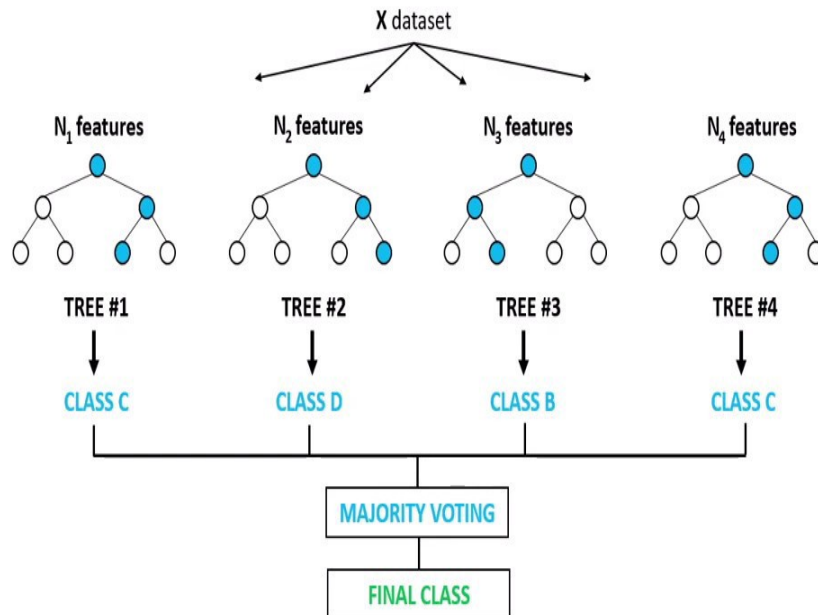 X dataset
N₁ features
N₂ features
N₃ features
N₄ features
TREE #1
TREE #2
TREE #3
TREE #4
CLASS C
CLASS D
CLASS B
CLASS C
MAJORITY VOTING
FINAL CLASS